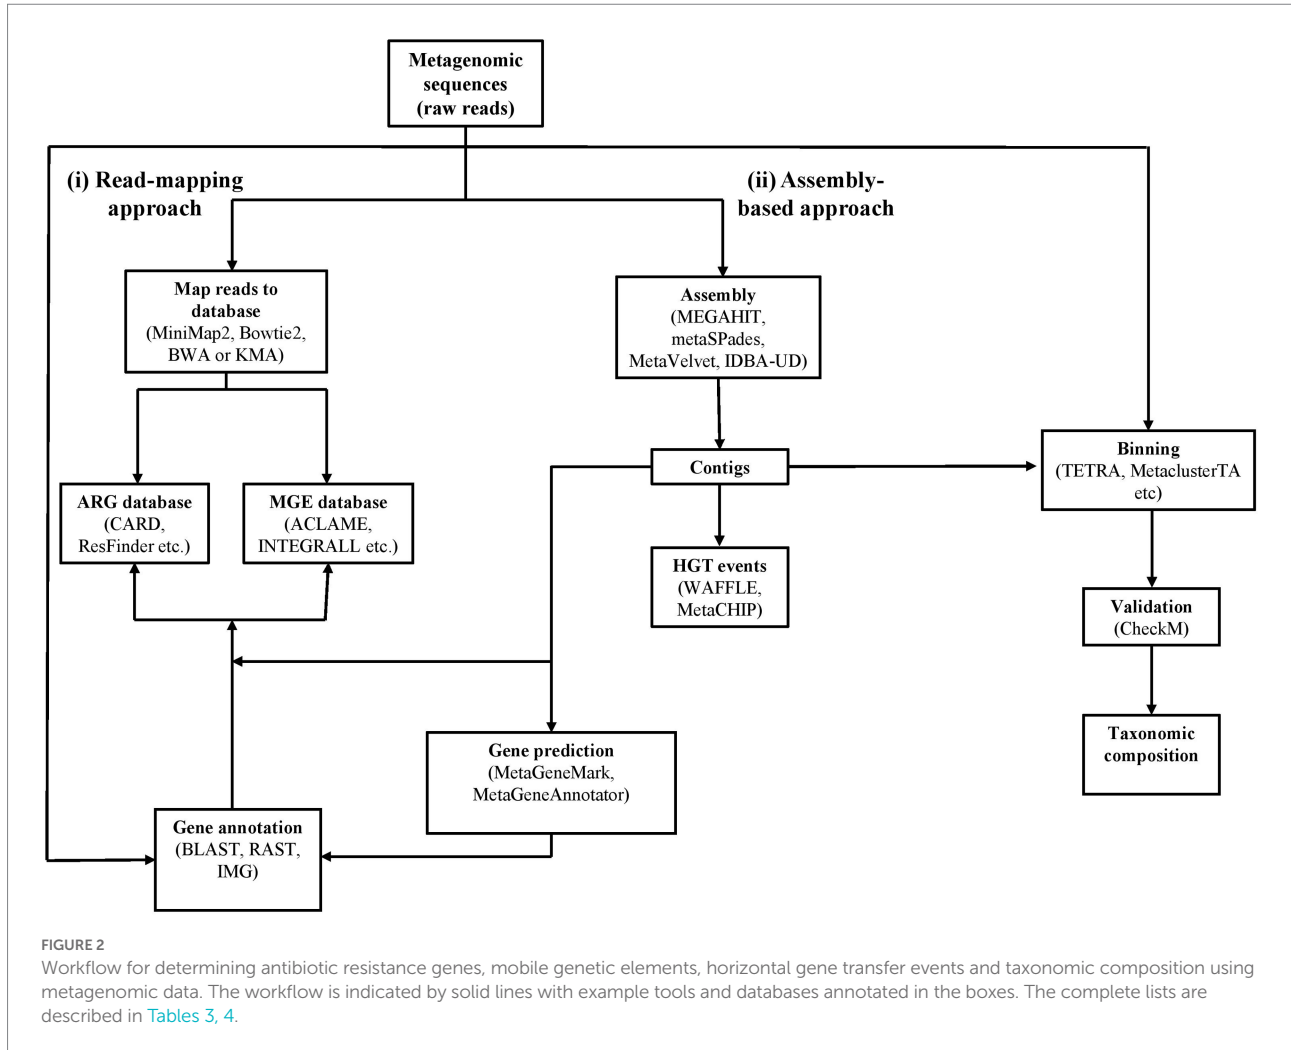 Metagenomic
sequences
(raw reads)
(i) Read-mapping
approach
(ii) Assembly-
based approach
Map reads to
database
(MiniMap2, Bowtie2,
BWA or KMA)
Assembly
(MEGAHIT,
metaSPades,
MetaVelvet, IDBA-UD)
ARG database
(CARD,
ResFinder etc.)
MGE database
(ACLAME,
INTEGRALL etc.)
Contigs
Binning
(TETRA, MetaclusterTA
etc)
HGT events
(WAFFLE,
MetaCHIP)
Validation
(CheckM)
Taxonomic
composition
Gene prediction
(MetaGeneMark,
MetaGeneAnnotator)
Gene annotation
(BLAST, RAST,
IMG)
FIGURE 2
Workflow for determining antibiotic resistance genes, mobile genetic elements, horizontal gene transfer events and taxonomic composition using
metagenomic data. The workflow is indicated by solid lines with example tools and databases annotated in the boxes. The complete lists are
described in Tables 3, 4.